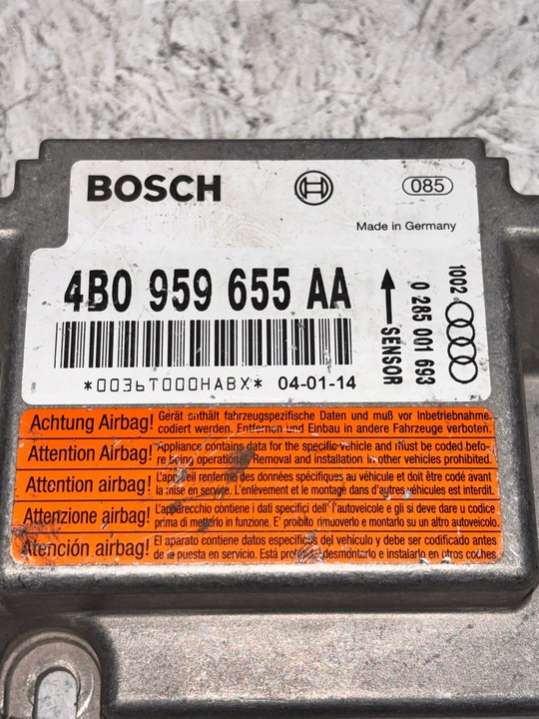 BOSCH
085
Made in Germany
4B0 959 655 AA
*003bT000HABX* 04-01-14
SENSOR
0 285 001 693
1002
Achtung Airbag! Gerät enthält fahrzeugspezifische Daten und muß vor Inbetriebnahme
codiert werden. Entfernen und Einbau in andere Fahrzeuge verboten.
Attention Airbag! Appliance contains data for the specific vehicle and must be coded befo-
re being operation. Removal and installation in other vehicles prohibited.
Attention airbag! L'appareil renferme des données spécifiques au véhicule et doit être codé avant
la mise en service. L'enlèvement et le montage dans d'autres véhicules est interdit.
Attenzione airbag! L'apparecchio contiene i dati specifici dell' autoveicolo e gli si deve dare u codice
prima di metterlo in funzione. E' proibito rimuoverlo e montarlo su un altro autoveicolo.
Atención airbag! El aparato contiene datos especificos del vehículo y debe ser codificado antes
de la puesta en servicio. Está prohibido desmontarlo e instalarlo en otros coches